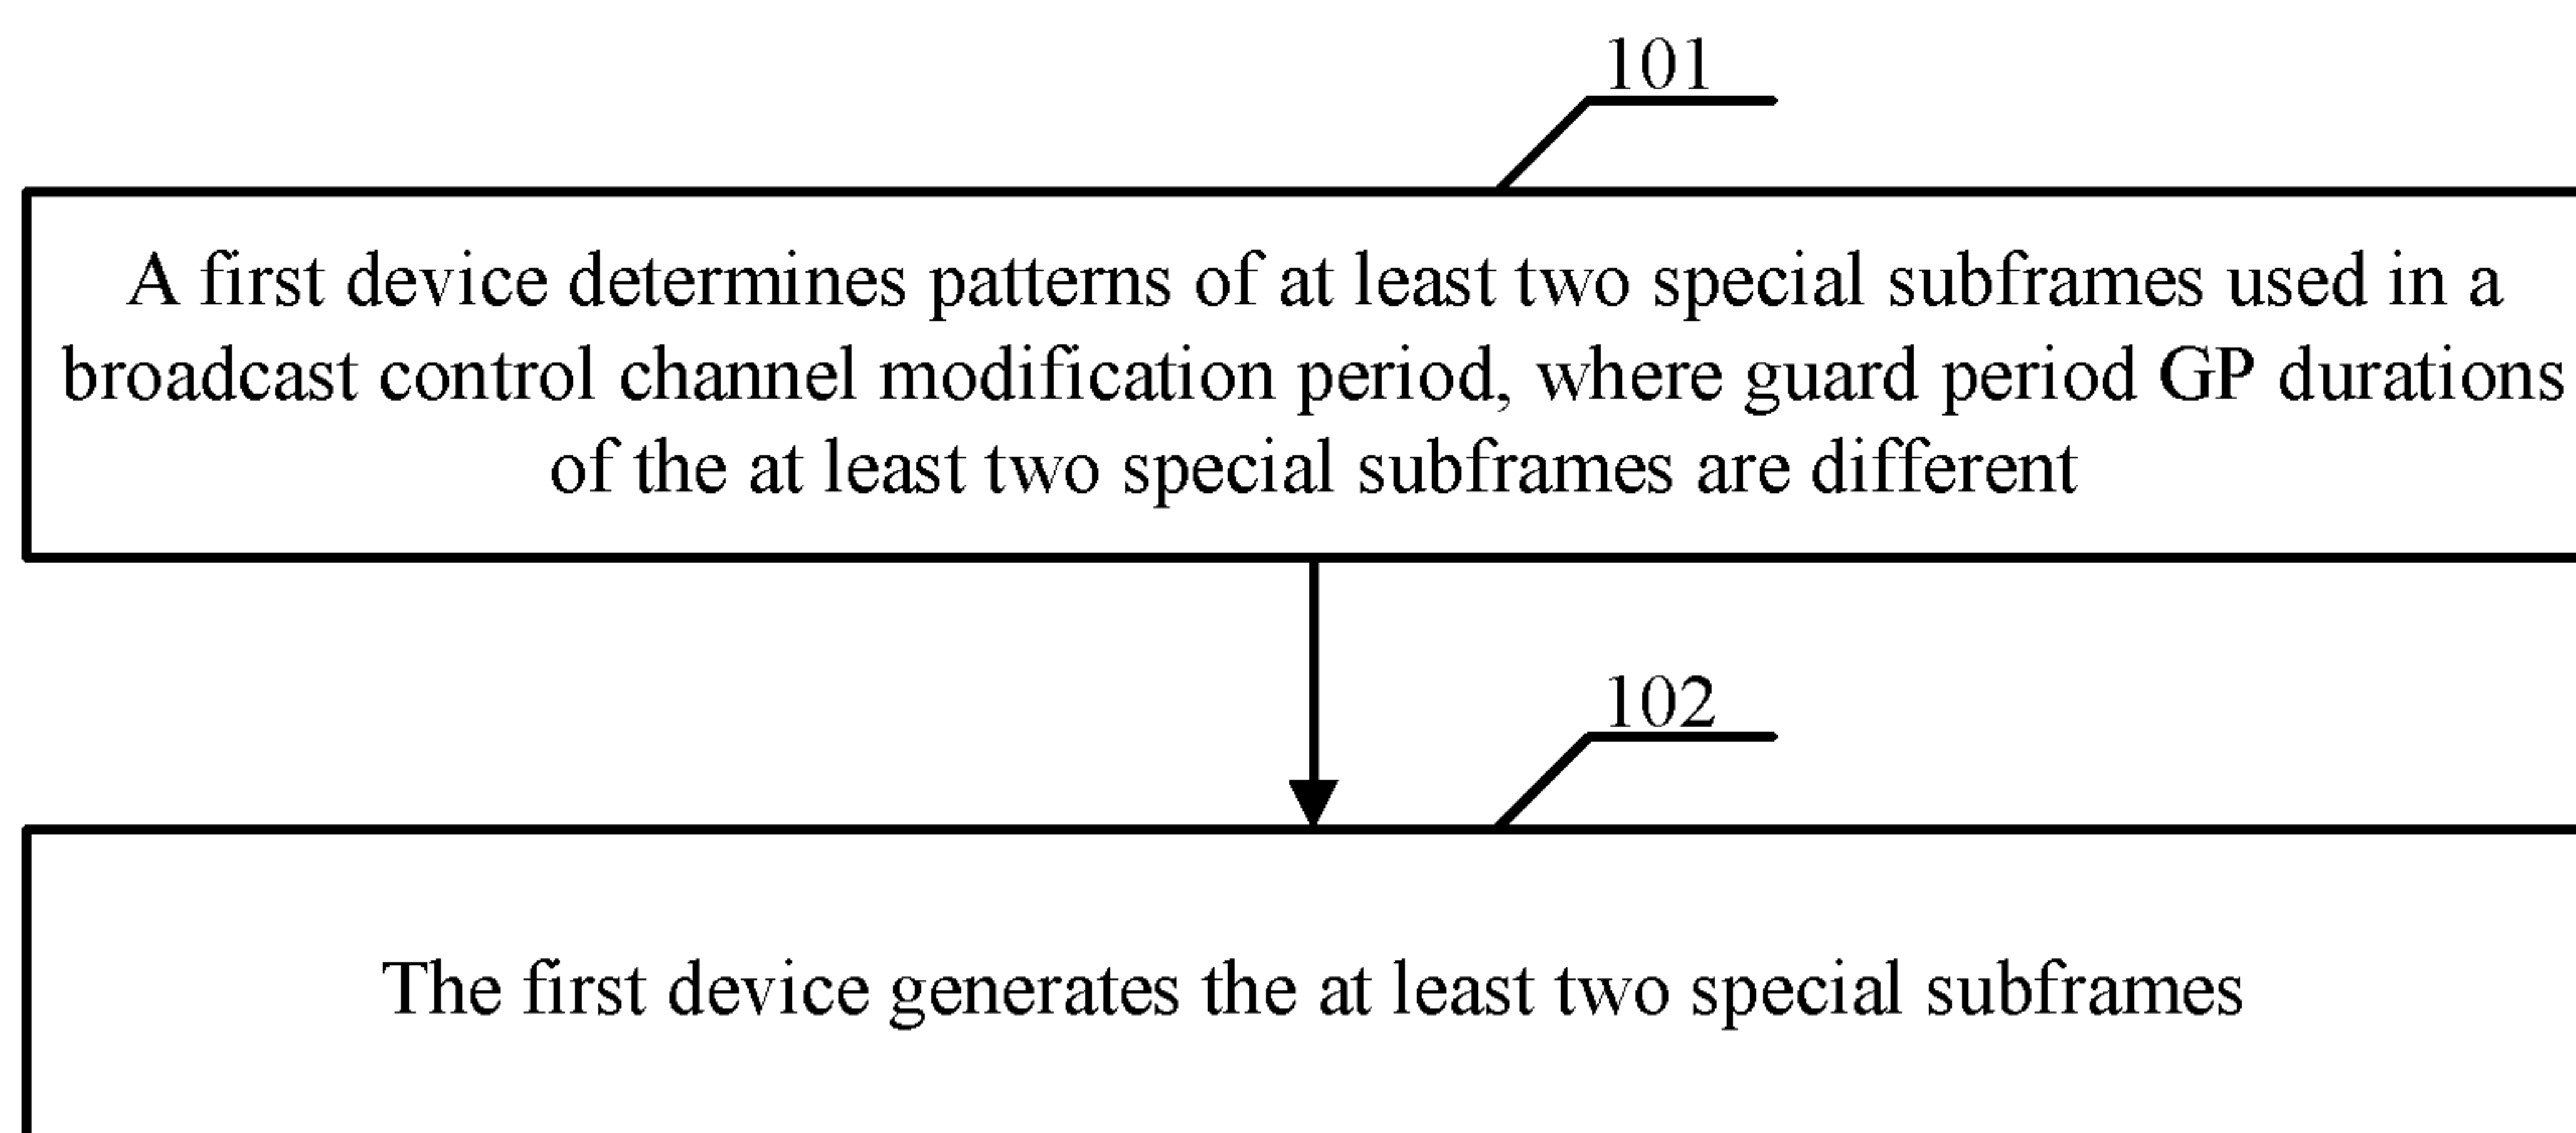 101
A first device determines patterns of at least two special subframes used in a
broadcast control channel modification period, where guard period GP durations
of the at least two special subframes are different
102
The first device generates the at least two special subframes